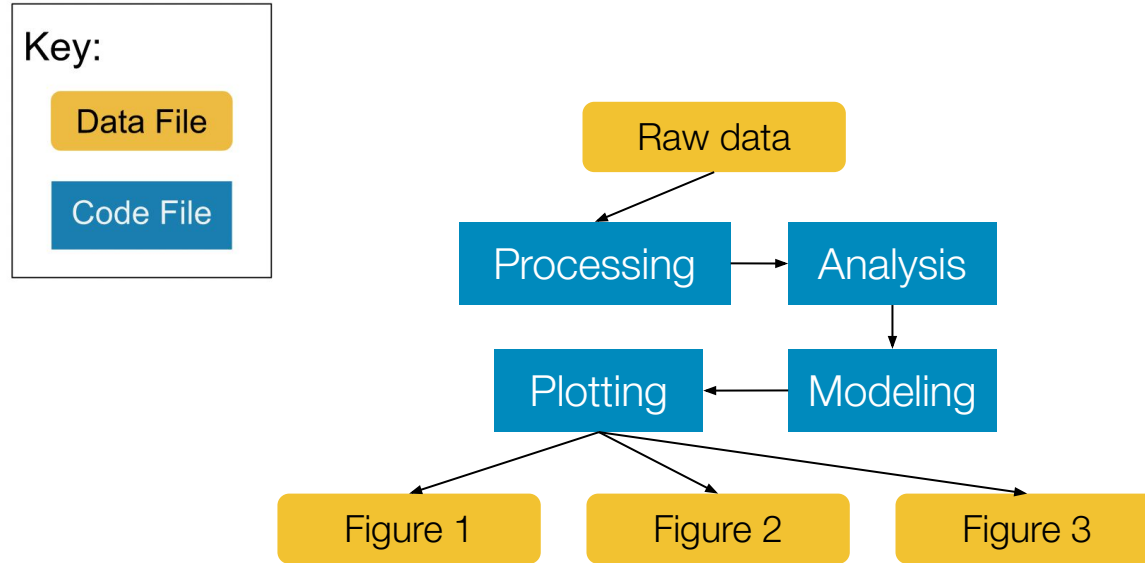 Key:
Data File
Code File
Raw data
Processing
Analysis
Plotting
Modeling
Figure 1
Figure 2
Figure 3